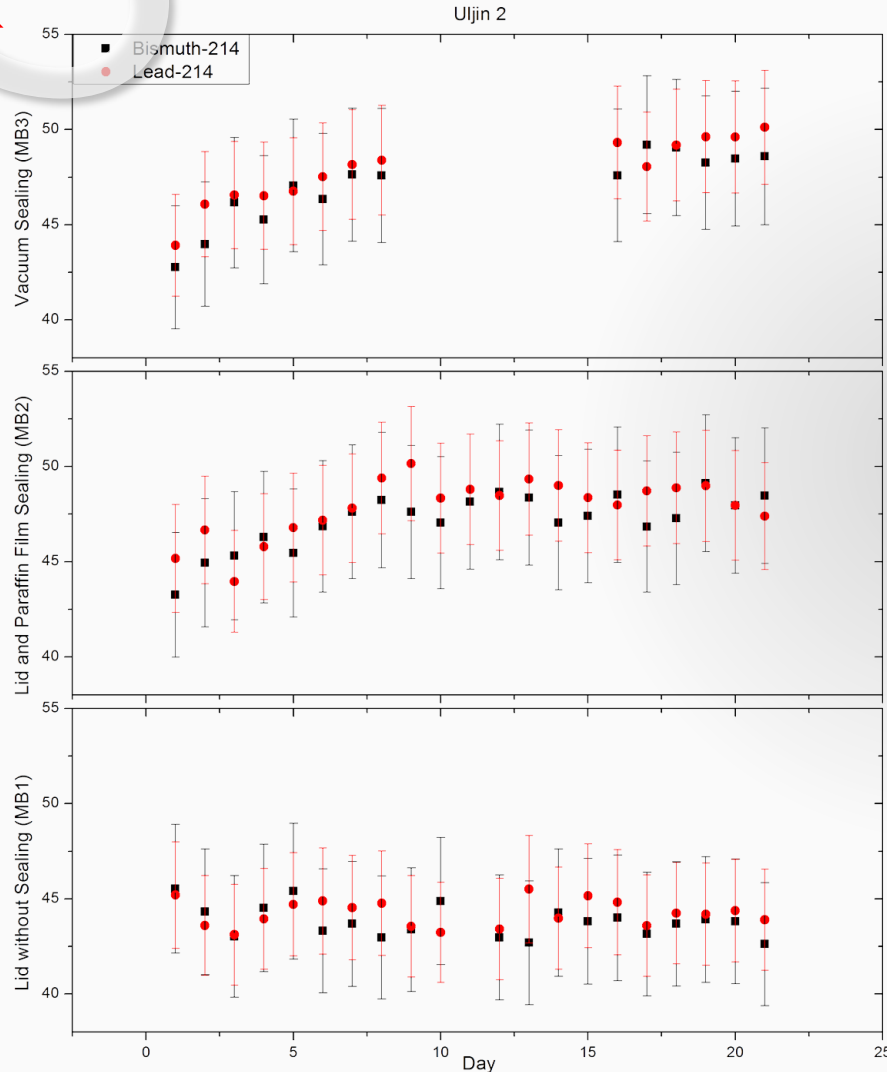 Uljin 2
Bismuth-214
Lead-214
Vacuum Sealing (MB3)
55
50
45
40
Lid and Paraffin Film Sealing (MB2)
55
50
45
40
Lid without Sealing (MB1)
55
50
45
40
0 5 10 15 20 25
Day